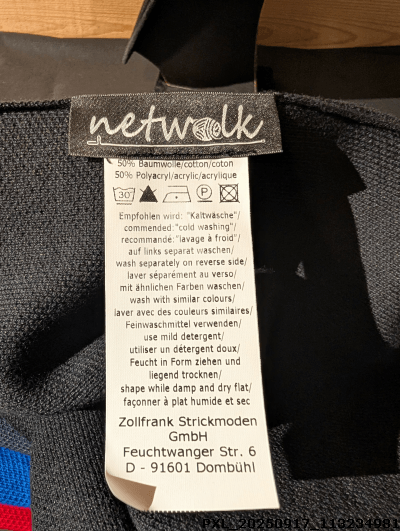 netwolk
50% Baumwolle/cotton/coton
50% Polyacryl/acrylic/acrylique
30°
P
Empfohlen wird: "Kaltwäsche"/
commended:"cold washing"/
recommandé:"lavage à froid"/
auf links separat waschen/
wash separately on reverse side/
laver séparément au verso/
mit ähnlichen Farben waschen/
wash with similar colours/
laver avec des couleurs similaires/
Feinwaschmittel verwenden/
use mild detergent/
utiliser un détergent doux/
Feucht in Form ziehen und
liegend trocknen/
shape while damp and dry flat/
façonner à plat humide et sec
Zollfrank Strickmoden
GmbH
Feuchtwanger Str. 6
D - 91601 Dombühl